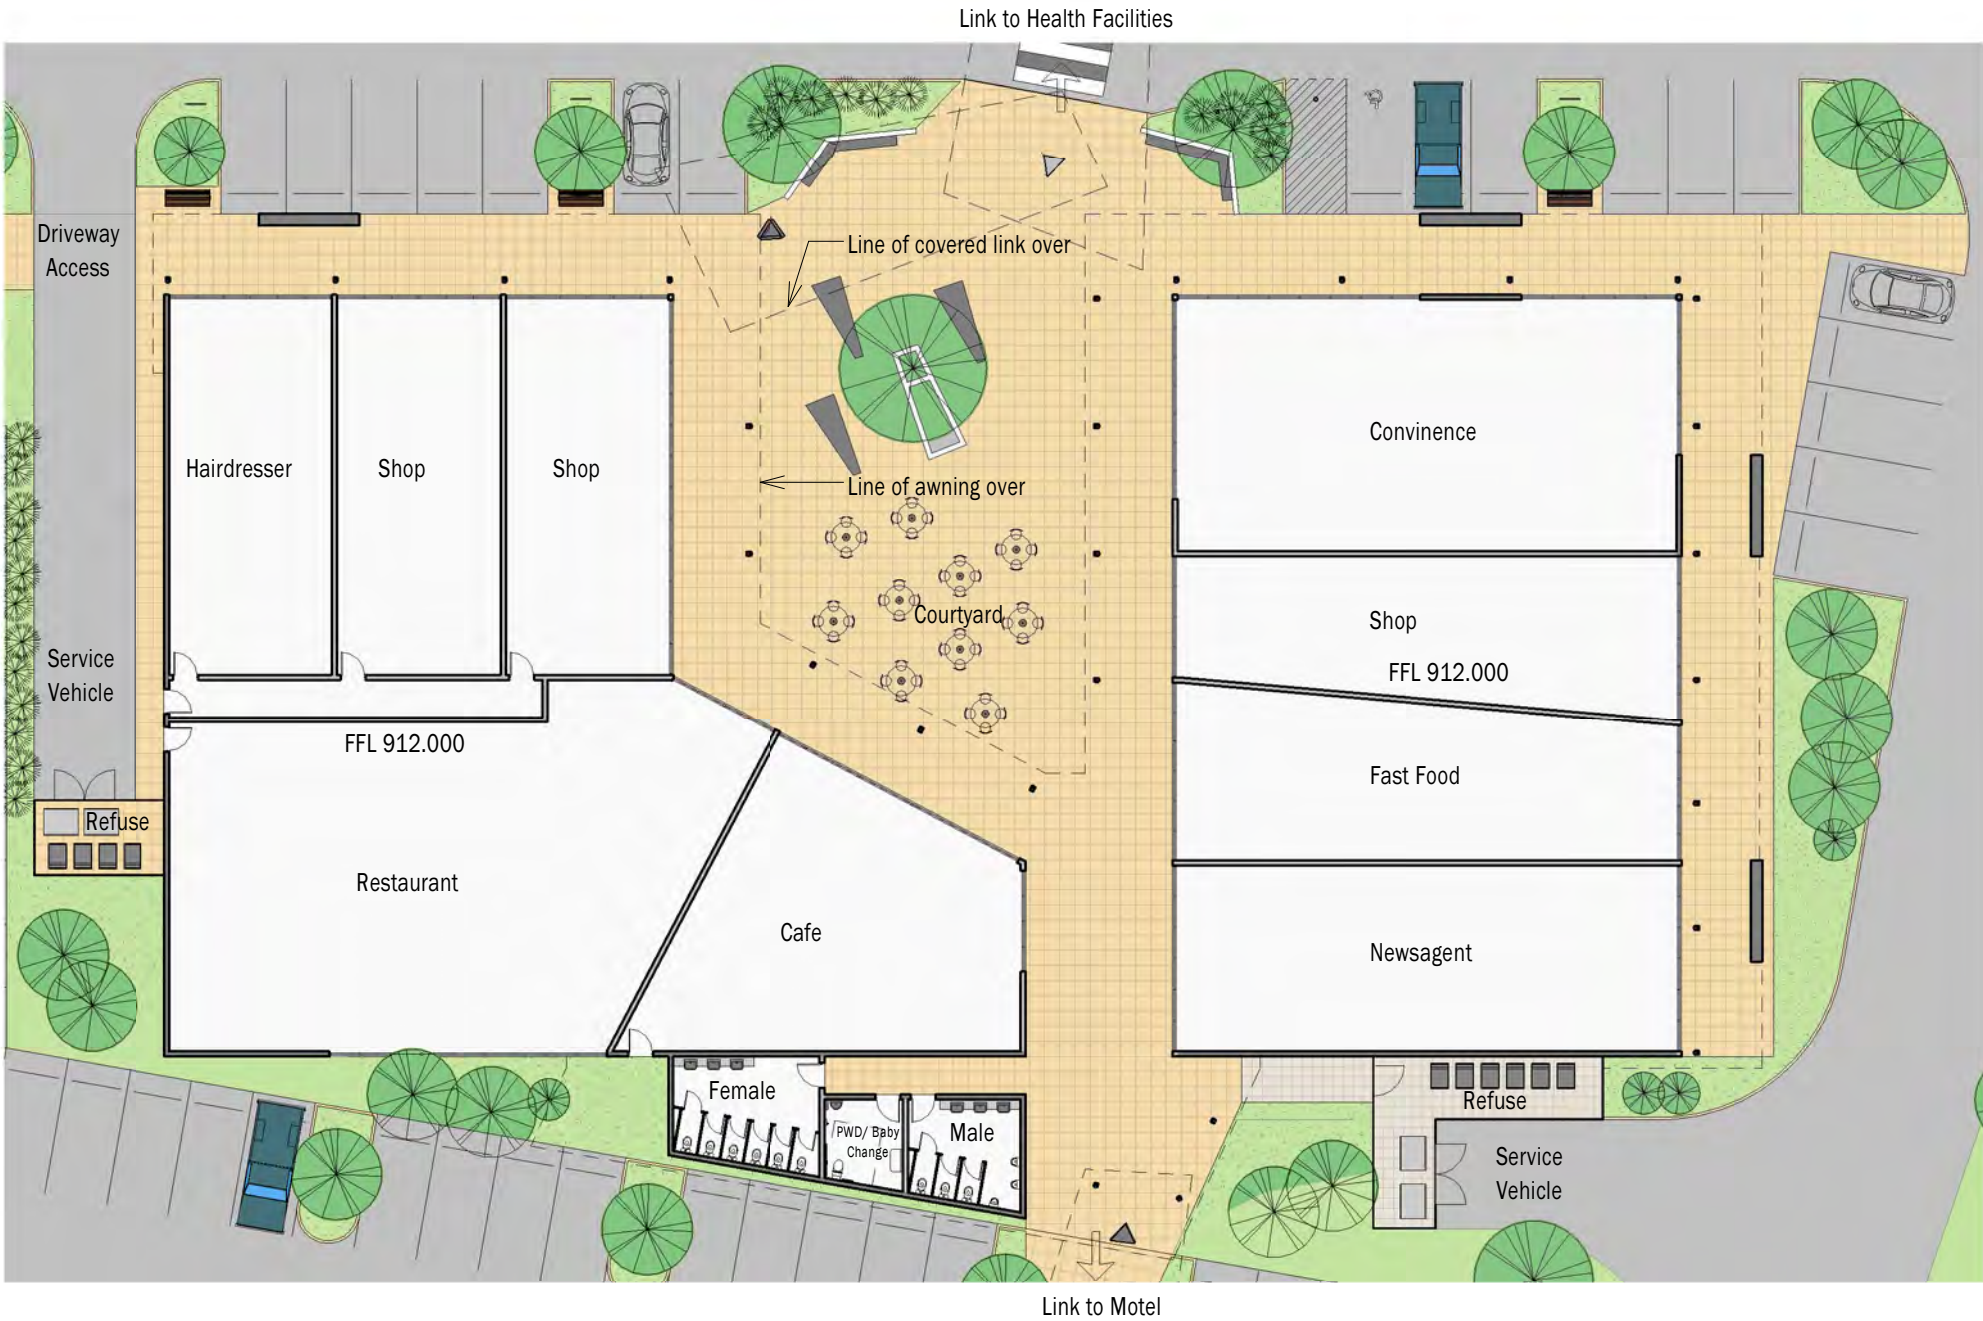 Link to Health Facilities
Driveway
Access
Line of covered link over
Convinence
Hairdresser
Shop
Shop
Line of awning over
Courtyard
Shop
FFL 912.000
Service
Vehicle
FFL 912.000
Fast Food
Refuse
Restaurant
Cafe
Newsagent
Female
PWD/ Baby
Change
Male
Refuse
Service
Vehicle
Link to Motel